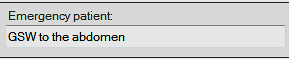 Emergency patient:
GSW to the abdomen